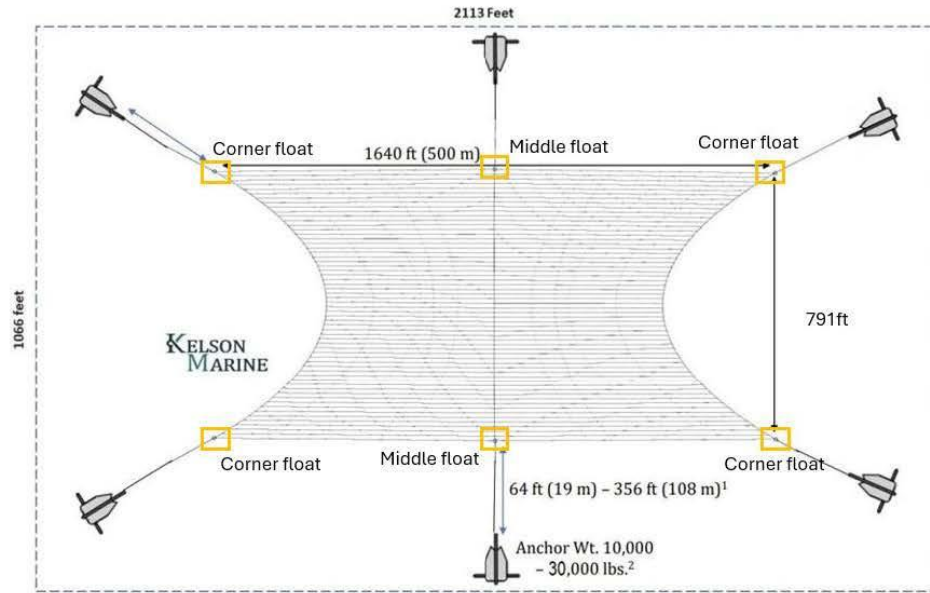 2113 Feet
Corner float
1640 ft (500 m)
Middle float
Corner float
1066 feet
791ft
KELSON
MARINE
Corner float
Middle float
Corner float
64 ft (19 m) – 356 ft (108 m)¹
Anchor Wt. 10,000
– 30,000 lbs.²